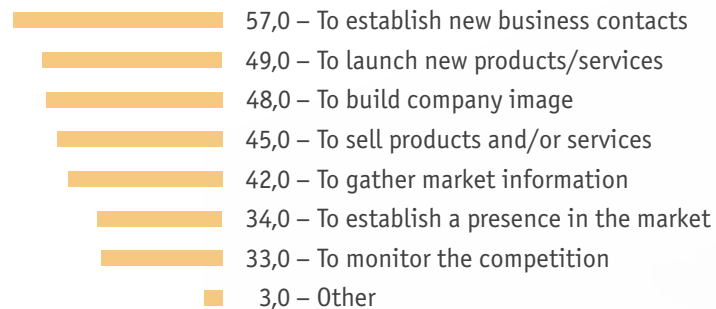 57,0 – To establish new business contacts
49,0 – To launch new products/services
48,0 – To build company image
45,0 – To sell products and/or services
42,0 – To gather market information
34,0 – To establish a presence in the market
33,0 – To monitor the competition
3,0 – Other